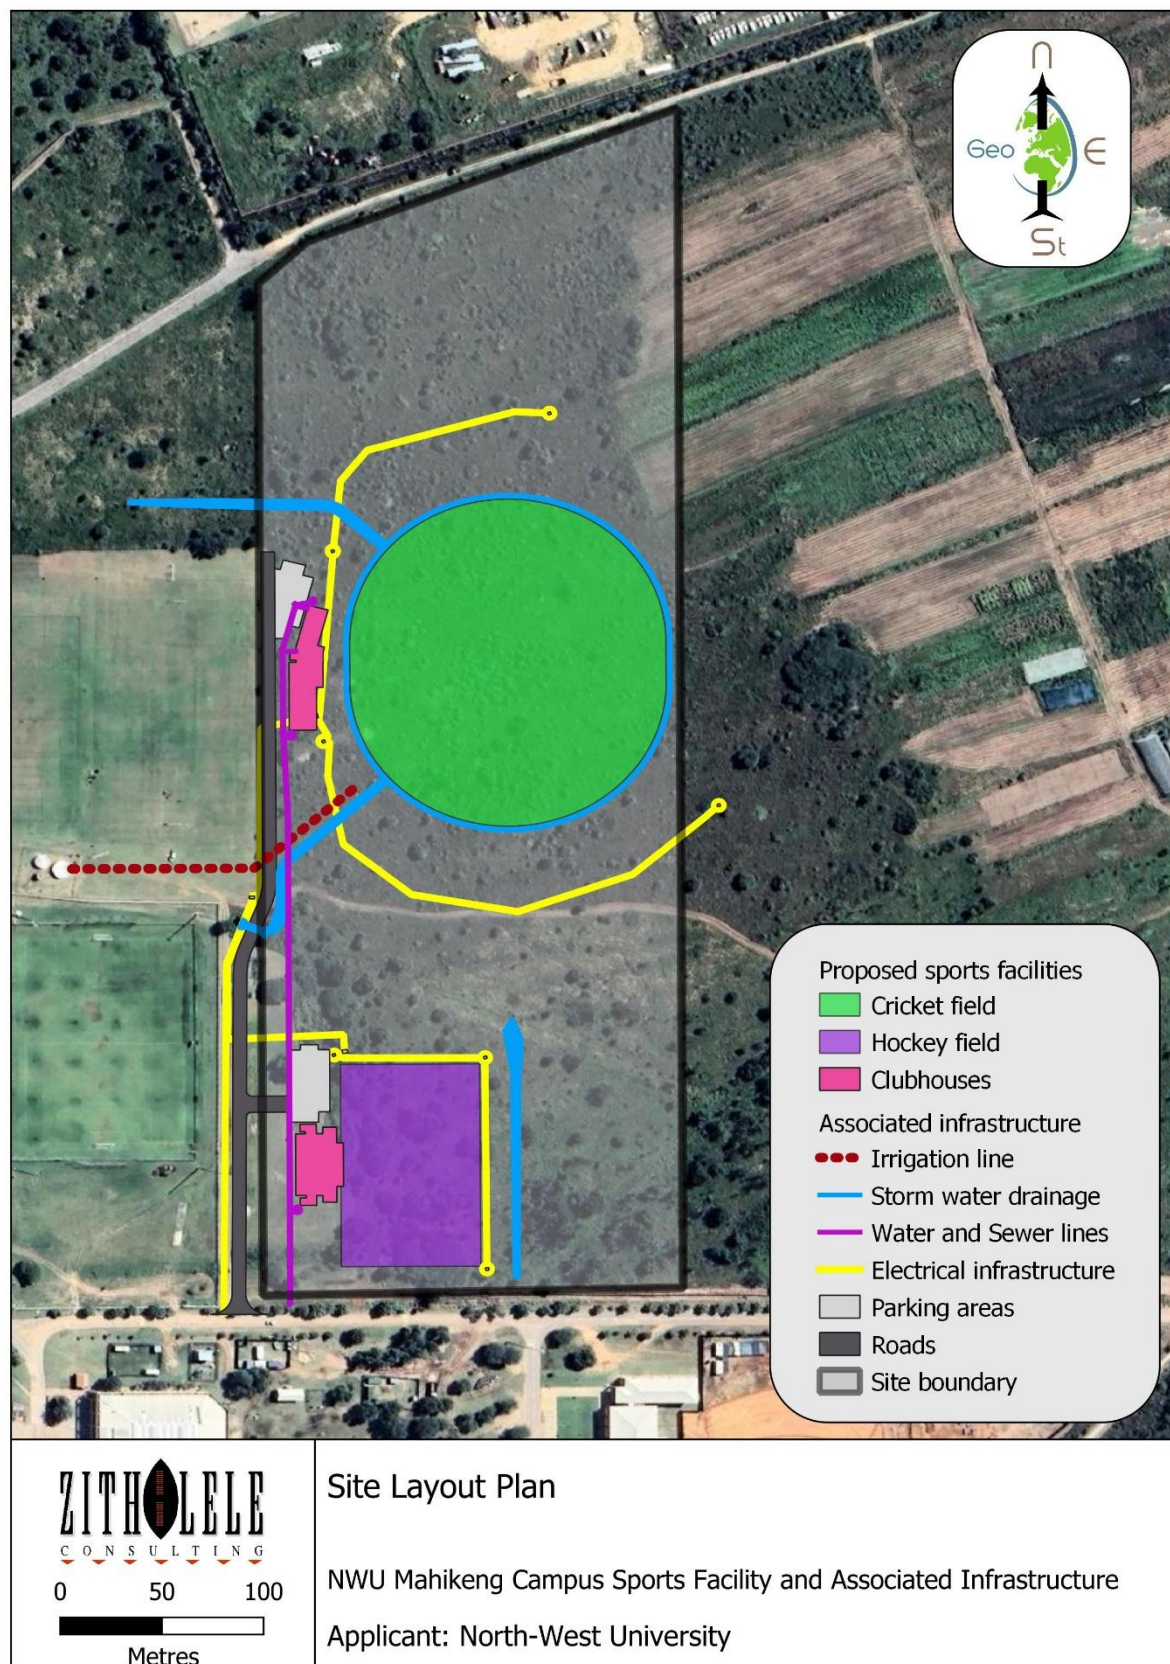 N
Geo
E
St
Proposed sports facilities
Cricket field
Hockey field
Clubhouses
Associated infrastructure
Irrigation line
Storm water drainage
Water and Sewer lines
Electrical infrastructure
Parking areas
Roads
Site boundary
ZITHOLELE
CONSULTING
0 50 100
Metres
Site Layout Plan
NWU Mahikeng Campus Sports Facility and Associated Infrastructure
Applicant: North-West University